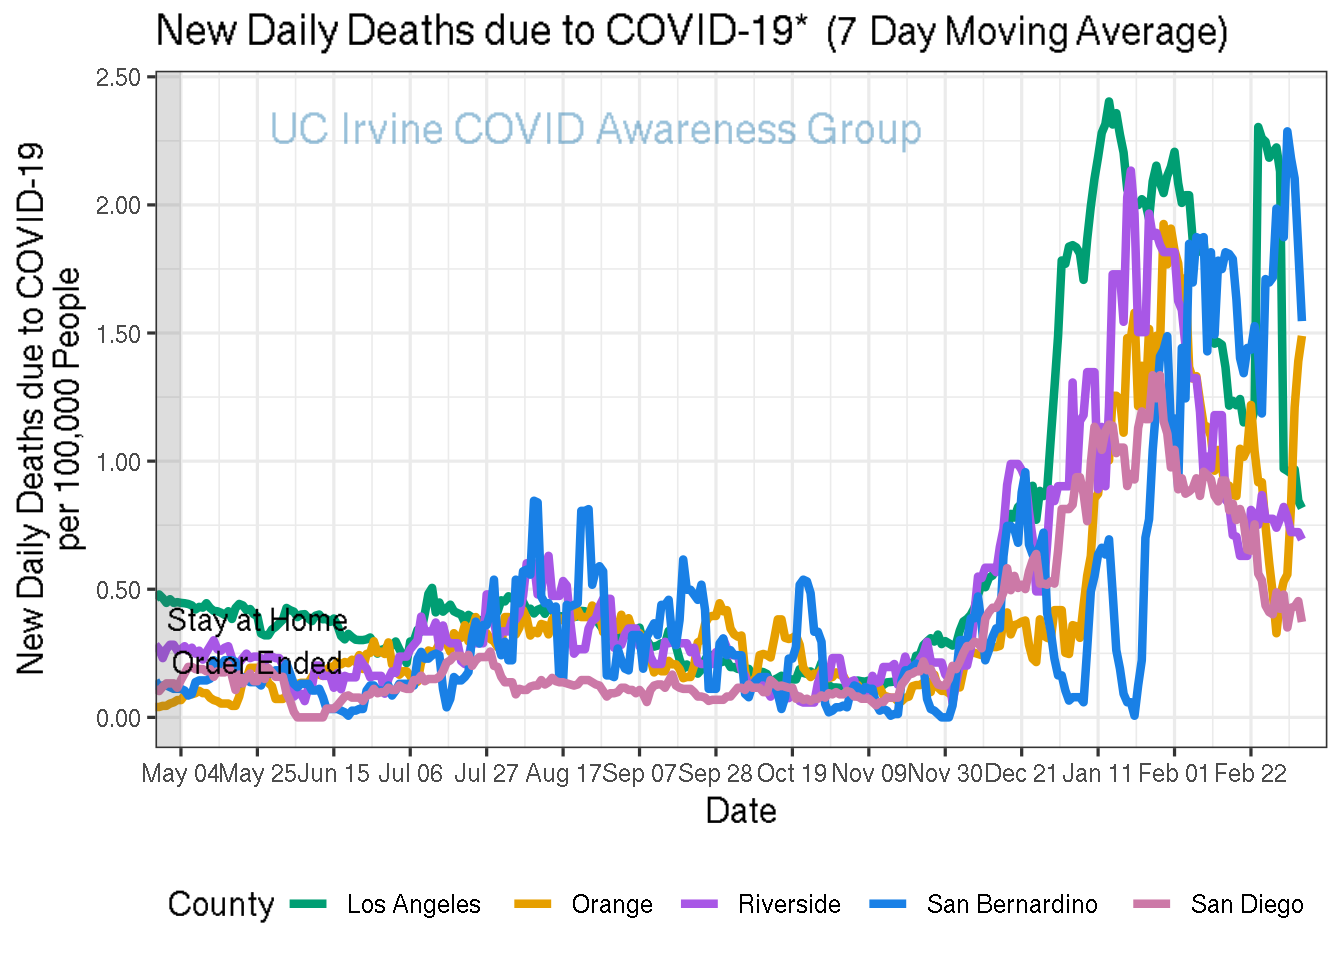 New Daily Deaths due to COVID-19* (7 Day Moving Average)
UC Irvine COVID Awareness Group
New Daily Deaths due to COVID-19
per 100,000 People
2.50
2.00
1.50
1.00
0.50
0.00
Stay at Home
Order Ended
May 04 May 25 Jun 15 Jul 06 Jul 27 Aug 17 Sep 07 Sep 28 Oct 19 Nov 09 Nov 30 Dec 21 Jan 11 Feb 01 Feb 22
Date
County Los Angeles Orange Riverside San Bernardino San Diego